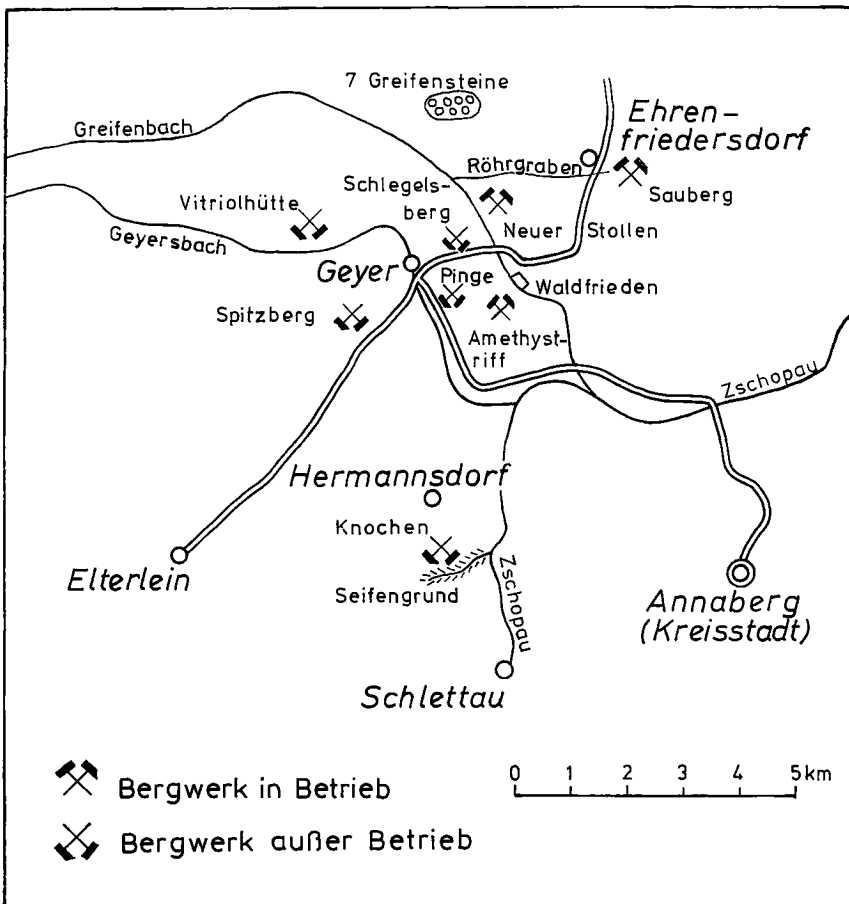 7 Greifensteine
Ehren-
friedersdorf
Greifenbach
Röhrgraben
Schlegels-
berg
Sauberg
Vitriolhütte
Neuer Stollen
Geyersbach
Geyer
Pinge
Waldfrieden
Spitzberg
Amethyst-
riff
Zschopau
Hermannsdorf
Knochen
Elterlein
Seifengrund
Zschopau
Annaberg
(Kreisstadt)
Schlettau
Bergwerk in Betrieb
0 1 2 3 4 5 km
Bergwerk außer Betrieb